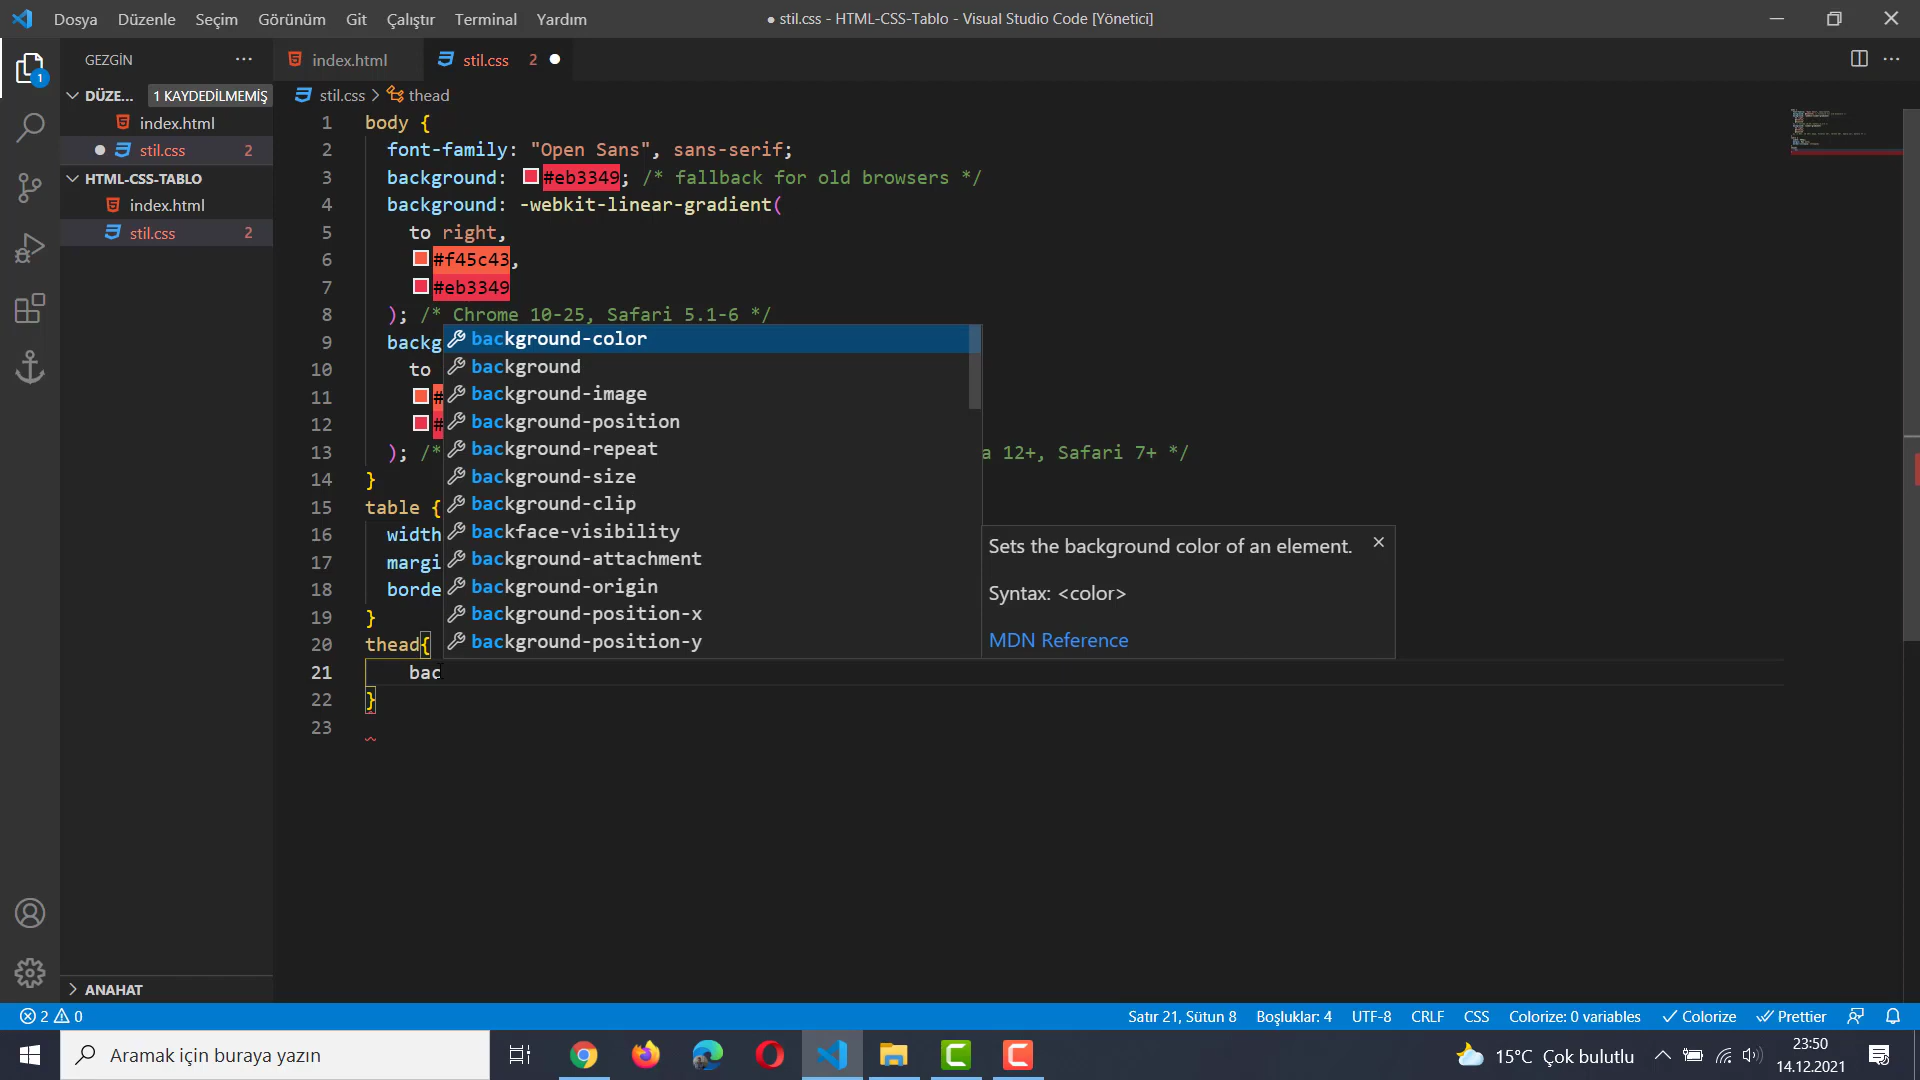 Dosya Düzenle Seçim Görünüm Git Çalıştır Terminal Yardım
● stil.css - HTML-CSS-Tablo - Visual Studio Code [Yönetici]
GEZGİN
index.html
stil.css 2
DÜZE... 1 KAYDEDİLMEMİŞ
index.html
stil.css 2
HTML-CSS-TABLO
index.html
stil.css 2
ANAHAT
1
stil.css > thead
1 body {
2 font-family: "Open Sans", sans-serif;
3 background: #eb3349; /* fallback for old browsers */
4 background: -webkit-linear-gradient(
5 to right,
6 #f45c43,
7 #eb3349
8 ); /* Chrome 10-25, Safari 5.1-6 */
9 backg
10 to
11 #
12 #
13 ); /* a 12+, Safari 7+ */
14 }
15 table {
16 width
17 margi
18 borde
19 }
20 thead{
21 bac
22 }
23
background-color
background
background-image
background-position
background-repeat
background-size
background-clip
backface-visibility
background-attachment
background-origin
background-position-x
background-position-y
Sets the background color of an element.
Syntax: <color>
MDN Reference
2 0
Satır 21, Sütun 8 Boşluklar: 4 UTF-8 CRLF CSS Colorize: 0 variables Colorize Prettier
Aramak için buraya yazın
15°C Çok bulutlu
23:50
14.12.2021